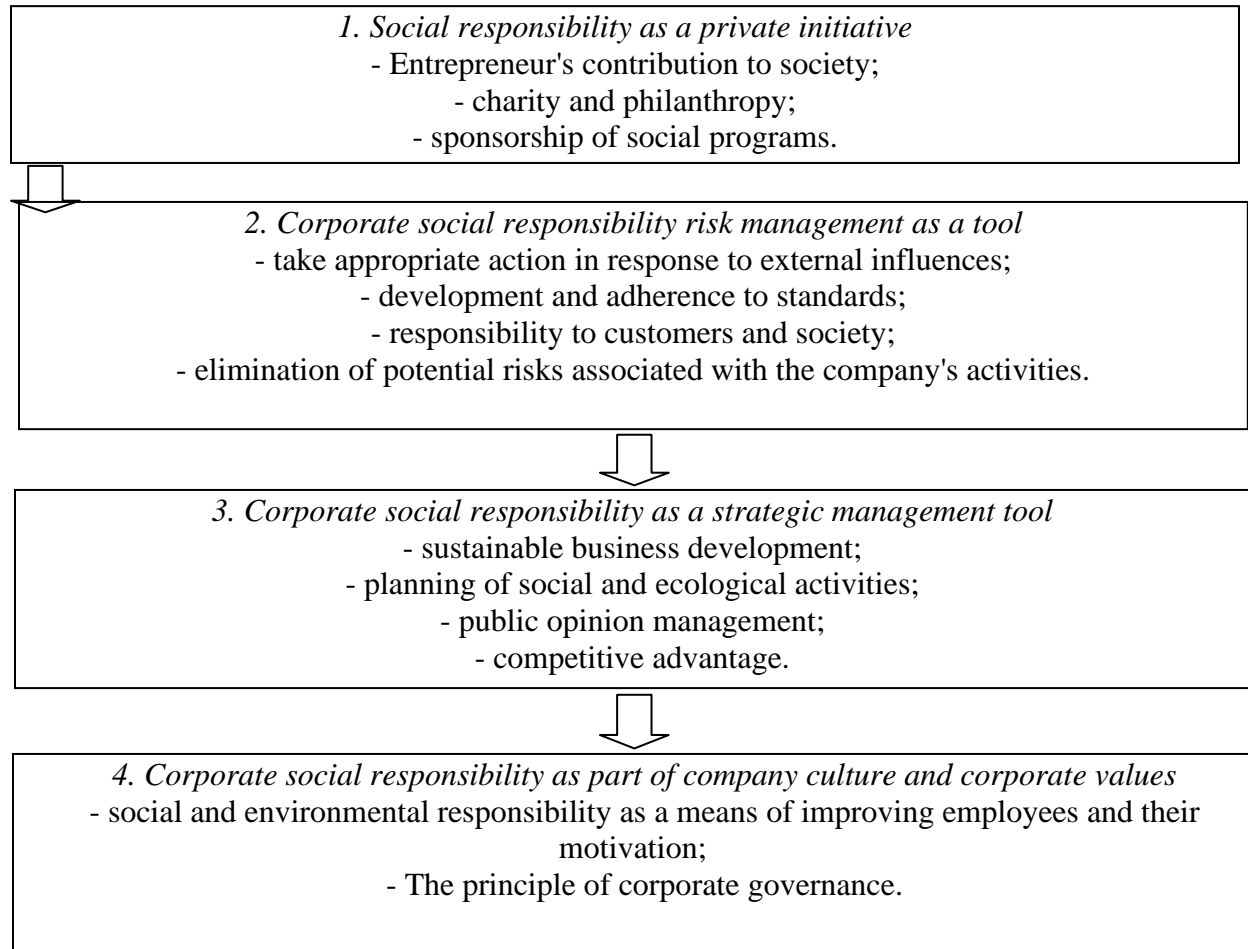 1. Social responsibility as a private initiative
- Entrepreneur's contribution to society;
- charity and philanthropy;
- sponsorship of social programs.
2. Corporate social responsibility risk management as a tool
- take appropriate action in response to external influences;
- development and adherence to standards;
- responsibility to customers and society;
- elimination of potential risks associated with the company's activities.
3. Corporate social responsibility as a strategic management tool
- sustainable business development;
- planning of social and ecological activities;
- public opinion management;
- competitive advantage.
4. Corporate social responsibility as part of company culture and corporate values
- social and environmental responsibility as a means of improving employees and their
motivation;
- The principle of corporate governance.